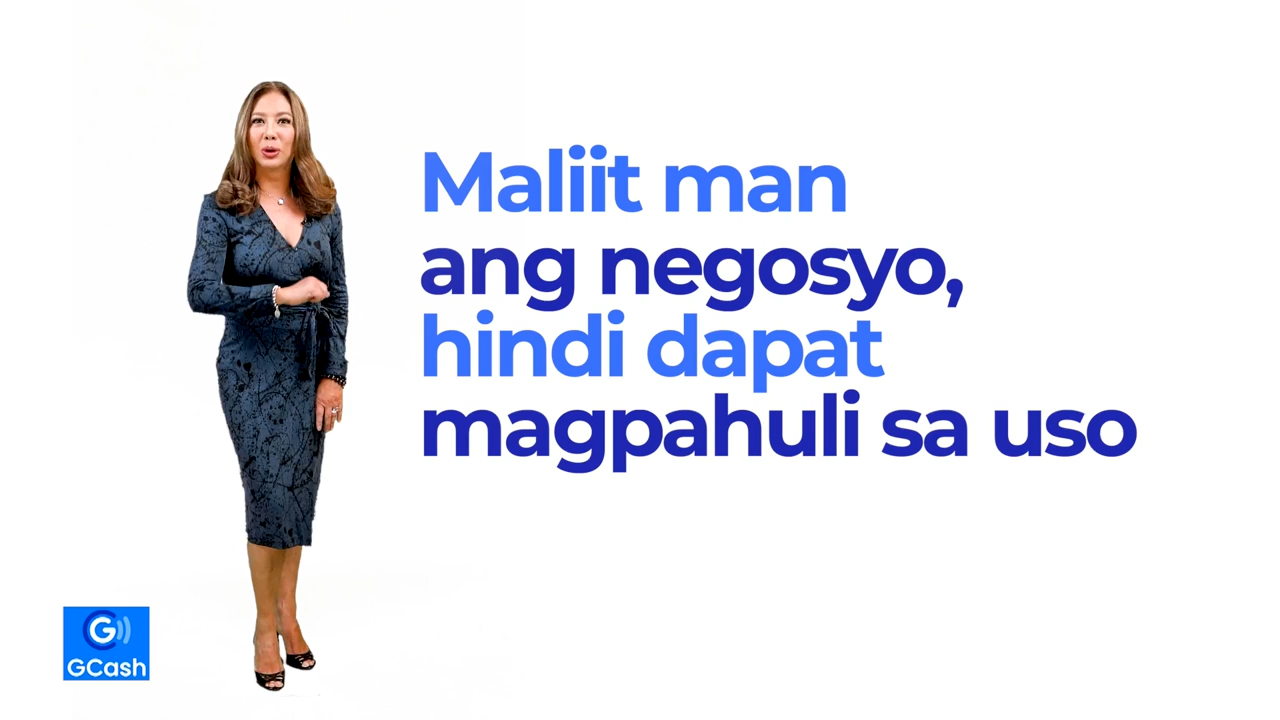 Maliit man
ang negosyo,
hindi dapat
magpahuli sa uso
G
GCash